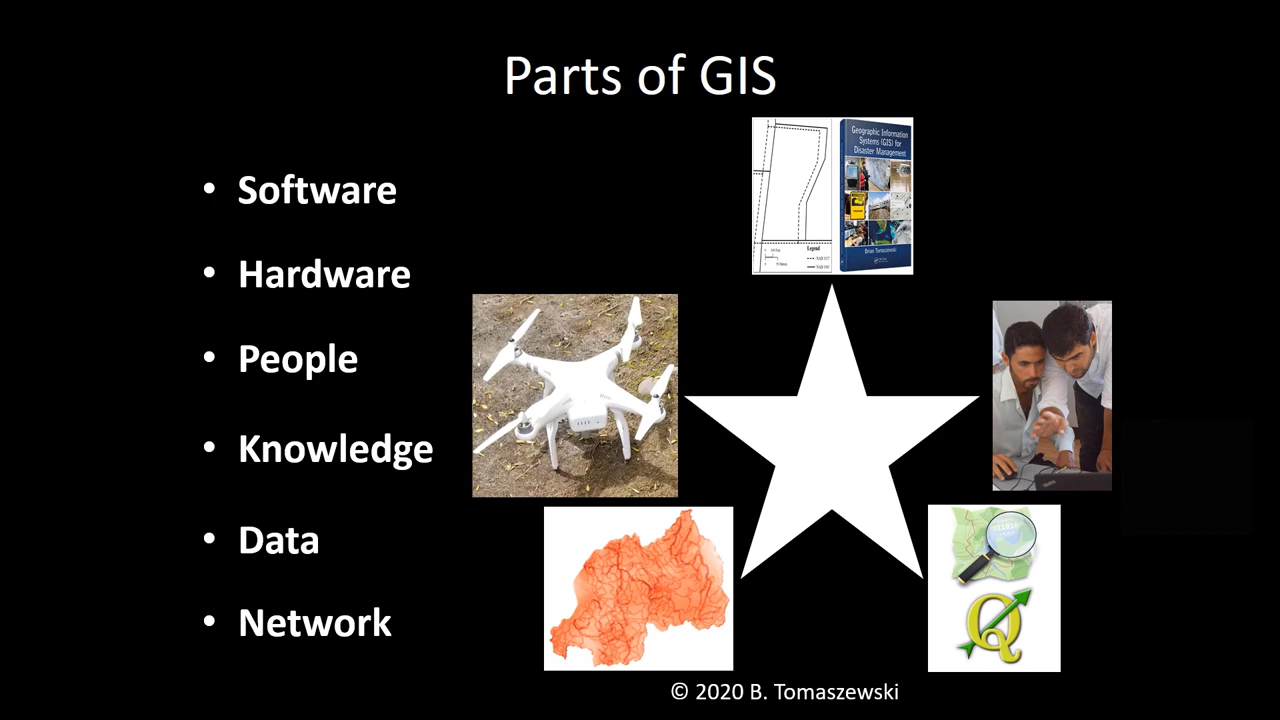 Parts of GIS
• Software
• Hardware
• People
• Knowledge
• Data
• Network
Geographic Information
Systems (GIS) for
Disaster Management
Brian Tomaszewski
Legend
© 2020 B. Tomaszewski